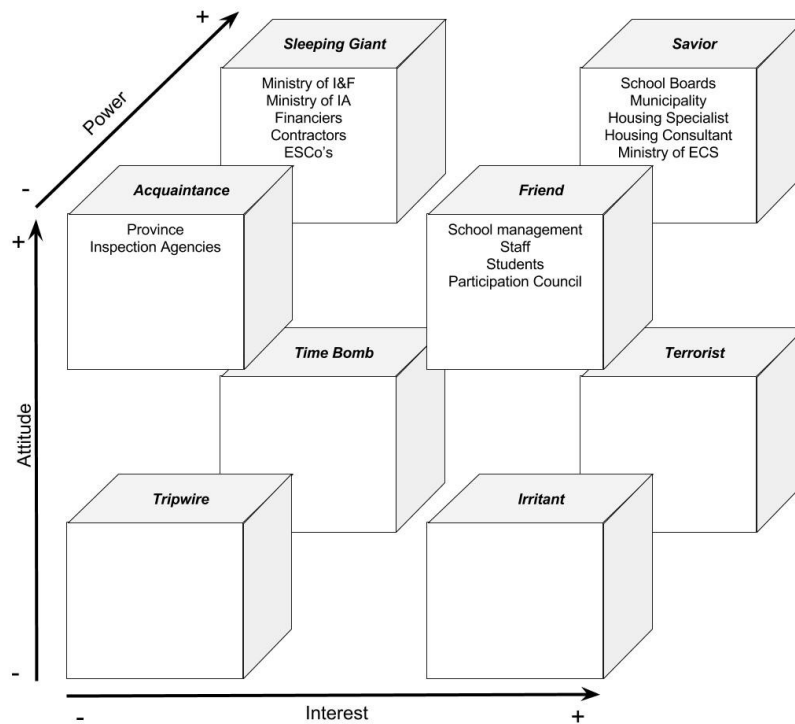 +
Sleeping Giant
Ministry of I&F
Ministry of IA
Financiers
Contractors
ESCo's
Savior
School Boards
Municipality
Housing Specialist
Housing Consultant
Ministry of ECS
Power
-
Acquaintance
Province
Inspection Agencies
Friend
School management
Staff
Students
Participation Council
+
Time Bomb
Terrorist
Attitude
Tripwire
Irritant
-
-
Interest
+